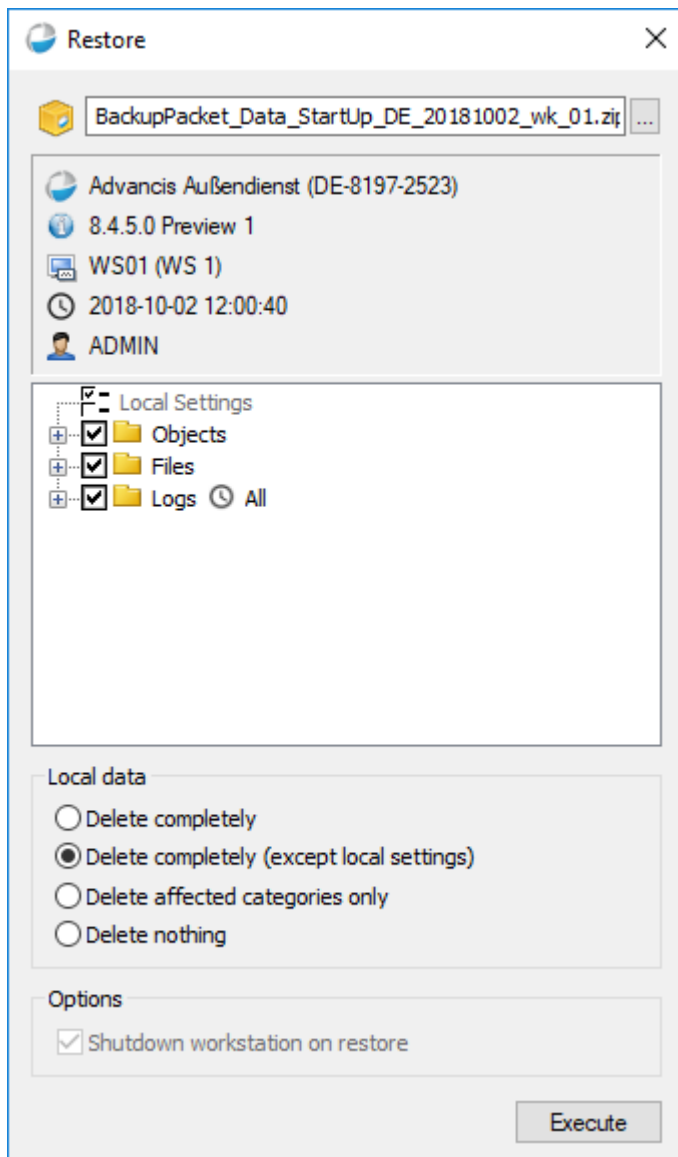 Restore
BackupPacket_Data_StartUp_DE_20181002_wk_01.zip
...
Advancis Außendienst (DE-8197-2523)
8.4.5.0 Preview 1
WS01 (WS 1)
2018-10-02 12:00:40
ADMIN
Local Settings
Objects
Files
Logs All
Local data
Delete completely
Delete completely (except local settings)
Delete affected categories only
Delete nothing
Options
Shutdown workstation on restore
Execute